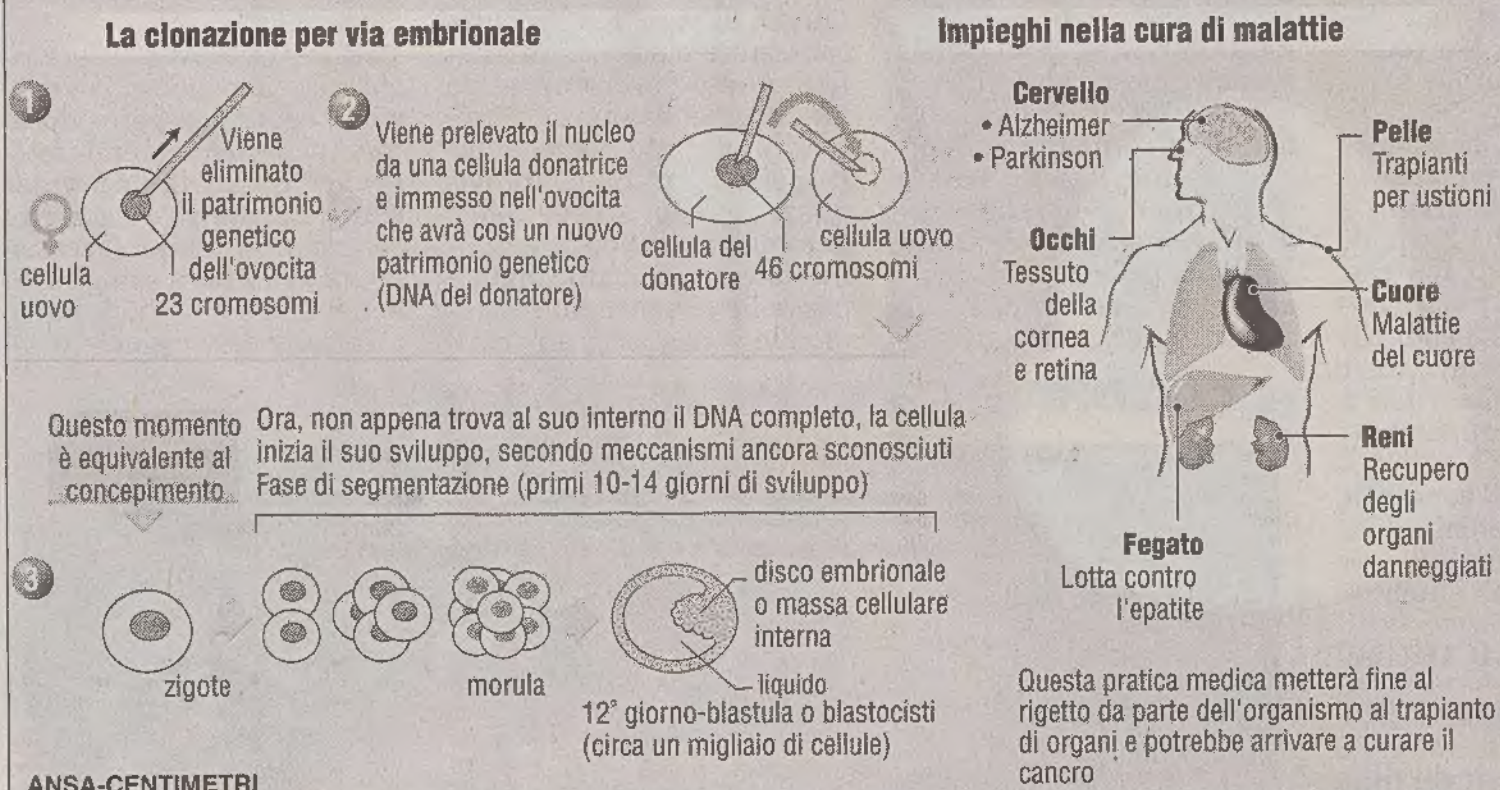 La clonazione per via embrionale
1
Viene
eliminato
il patrimonio
genetico
dell'ovocita
23 cromosomi
cellula
uovo
2
Viene prelevato il nucleo
da una cellula donatrice
e immesso nell'ovocita
che avrà così un nuovo
patrimonio genetico
(DNA del donatore)
cellula del
donatore
46 cromosomi
cellula uovo
Questo momento
è equivalente al
concepimento
Ora, non appena trova al suo interno il DNA completo, la cellula
inizia il suo sviluppo, secondo meccanismi ancora sconosciuti
Fase di segmentazione (primi 10-14 giorni di sviluppo)
3
zigote
morula
disco embrionale
o massa cellulare
interna
liquido
12° giorno-blastula o blastocisti
(circa un migliaio di cellule)
ANSA-CENTIMETRI
Impieghi nella cura di malattie
Cervello
• Alzheimer
• Parkinson
Occhi
Tessuto
della
cornea
e retina
Pelle
Trapianti
per ustioni
Cuore
Malattie
del cuore
Reni
Recupero
degli
organi
danneggiati
Fegato
Lotta contro
l'epatite
Questa pratica medica metterà fine al
rigetto da parte dell'organismo al trapianto
di organi e potrebbe arrivare a curare il
cancro